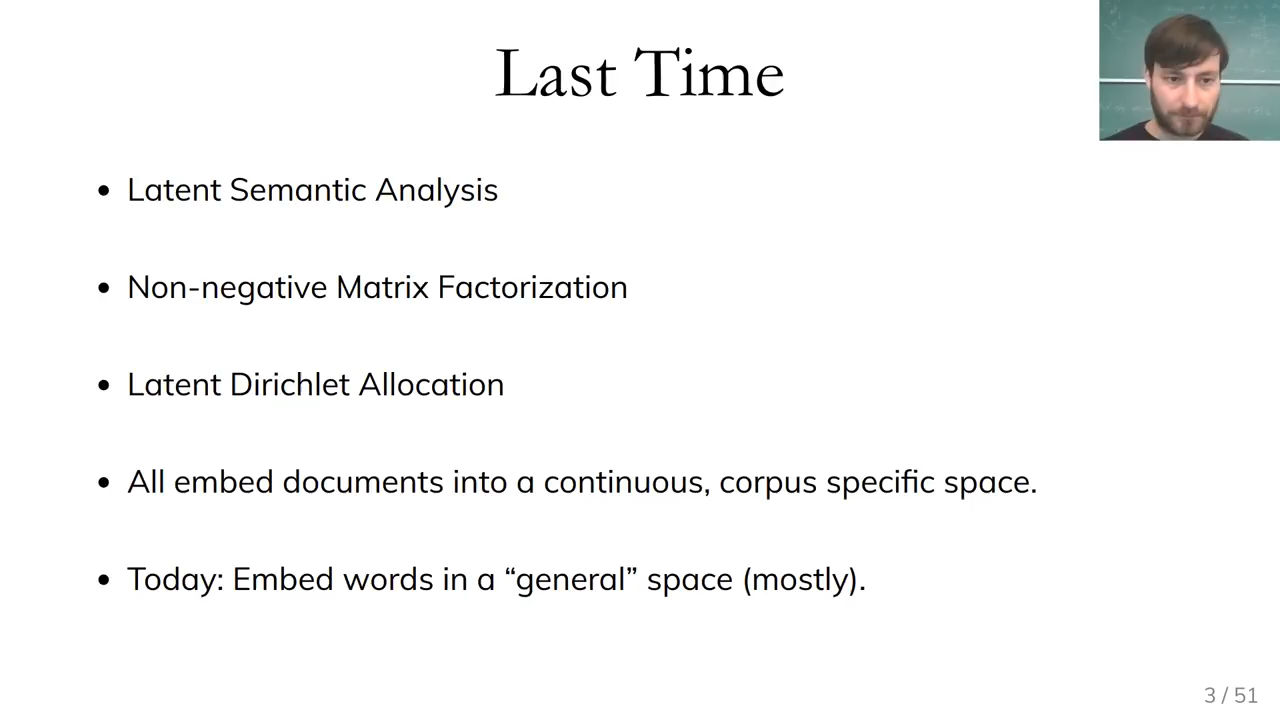 Last Time
• Latent Semantic Analysis
• Non-negative Matrix Factorization
• Latent Dirichlet Allocation
• All embed documents into a continuous, corpus specific space.
• Today: Embed words in a “general” space (mostly).
3 / 51